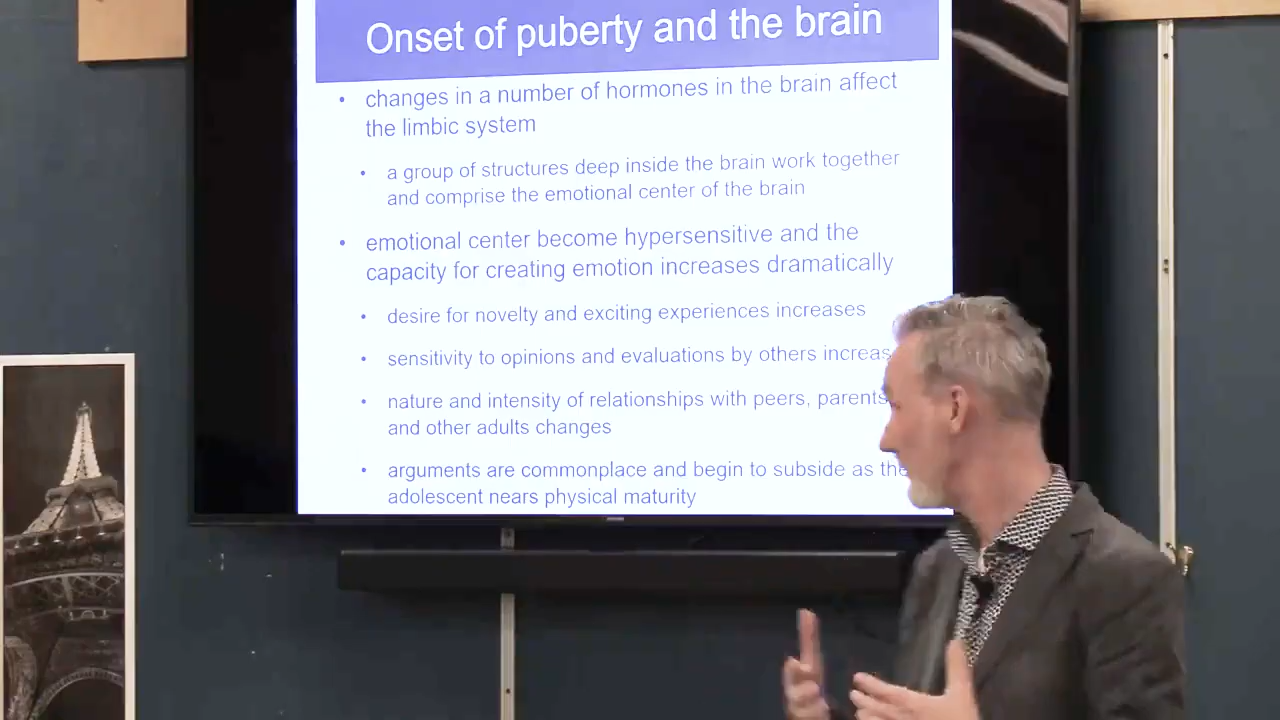 Onset of puberty and the brain
• changes in a number of hormones in the brain affect
the limbic system
• a group of structures deep inside the brain work together
and comprise the emotional center of the brain
• emotional center become hypersensitive and the
capacity for creating emotion increases dramatically
• desire for novelty and exciting experiences increases
• sensitivity to opinions and evaluations by others increas
• nature and intensity of relationships with peers, parents
and other adults changes
• arguments are commonplace and begin to subside as the
adolescent nears physical maturity